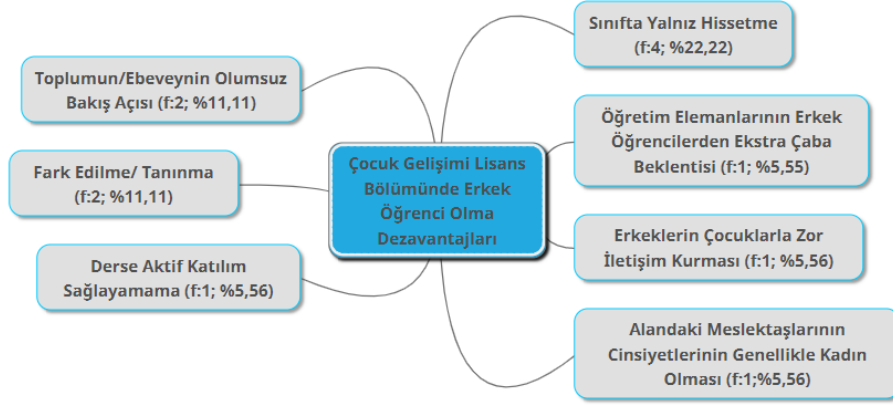 Sınıfta Yalnız Hissetme
(f:4; %22,22)
Toplumun/Ebeveynin Olumsuz
Bakış Açısı (f:2; %11,11)
Öğretim Elemanlarının Erkek
Öğrencilerden Ekstra Çaba
Beklentisi (f:1; %5,55)
Fark Edilme/ Tanınma
(f:2; %11,11)
Çocuk Gelişimi Lisans
Bölümünde Erkek
Öğrenci Olma
Dezavantajları
Erkeklerin Çocuklarla Zor
İletişim Kurması (f:1; %5,56)
Derse Aktif Katılım
Sağlayamama (f:1; %5,56)
Alandaki Meslektaşlarının
Cinsiyetlerinin Genellikle Kadın
Olması (f:1;%5,56)